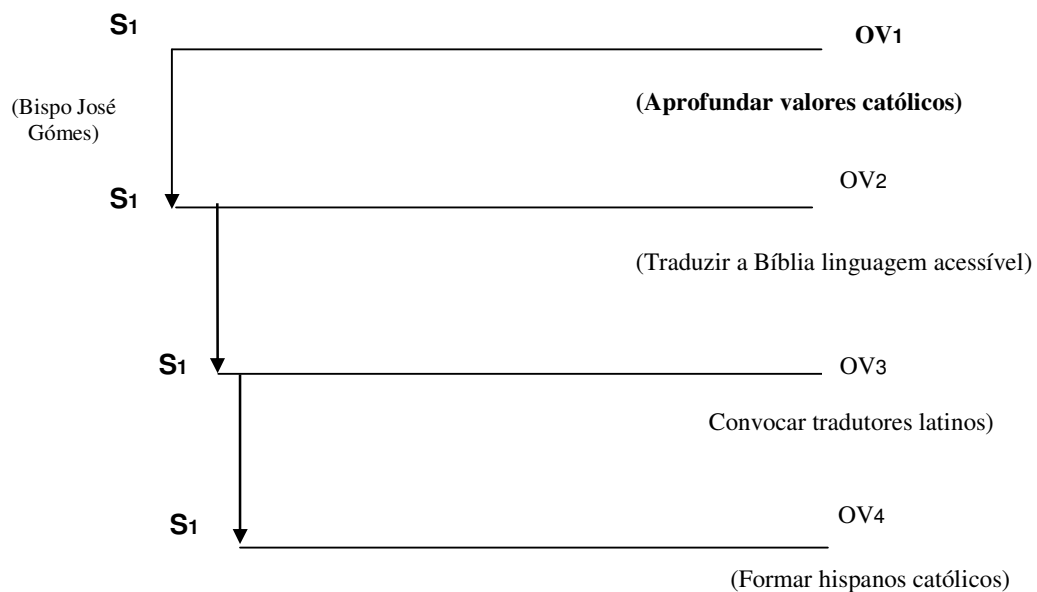 S1
OV1
(Bispo José
Gómes)
(Aprofundar valores católicos)
S1
OV2
(Traduzir a Bíblia linguagem acessível)
S1
OV3
Convocar tradutores latinos)
S1
OV4
(Formar hispanos católicos)